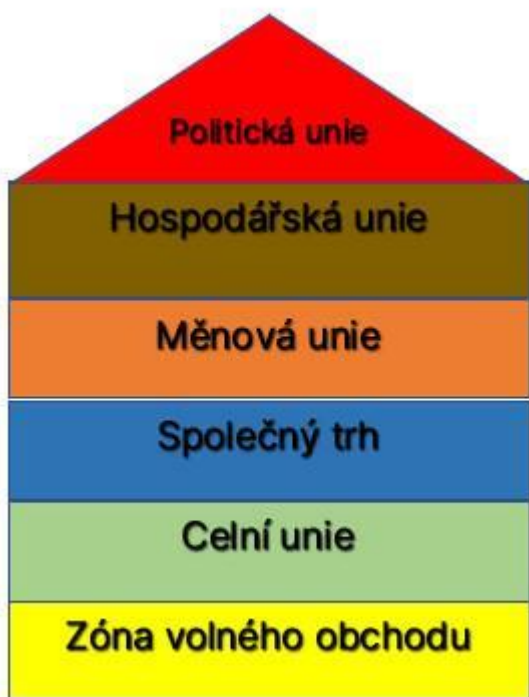 Politická unie
Hospodářská unie
Měnová unie
Společný trh
Celní unie
Zóna volného obchodu